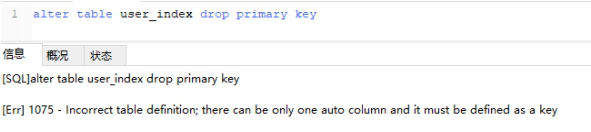 1 alter table user_index drop primary key
信息 概况 状态
[SQL]alter table user_index drop primary key
[Err] 1075 - Incorrect table definition; there can be only one auto column and it must be defined as a key